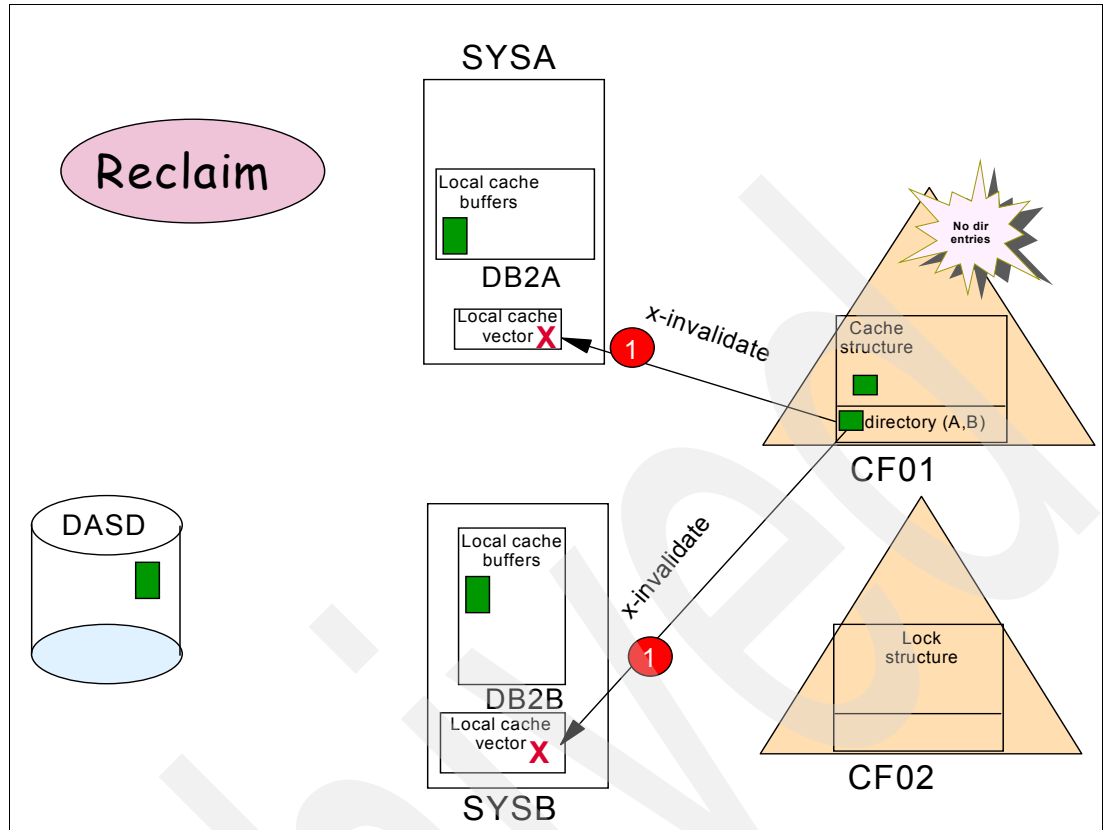 SYSA
Reclaim
Local cache
buffers
DB2A
Local cache
vector X
x-invalidate
1
No dir
entries
Cache
structure
directory (A,B)
CF01
DASD
Local cache
buffers
DB2B
Local cache
vector X
SYSB
x-invalidate
1
Lock
structure
CF02